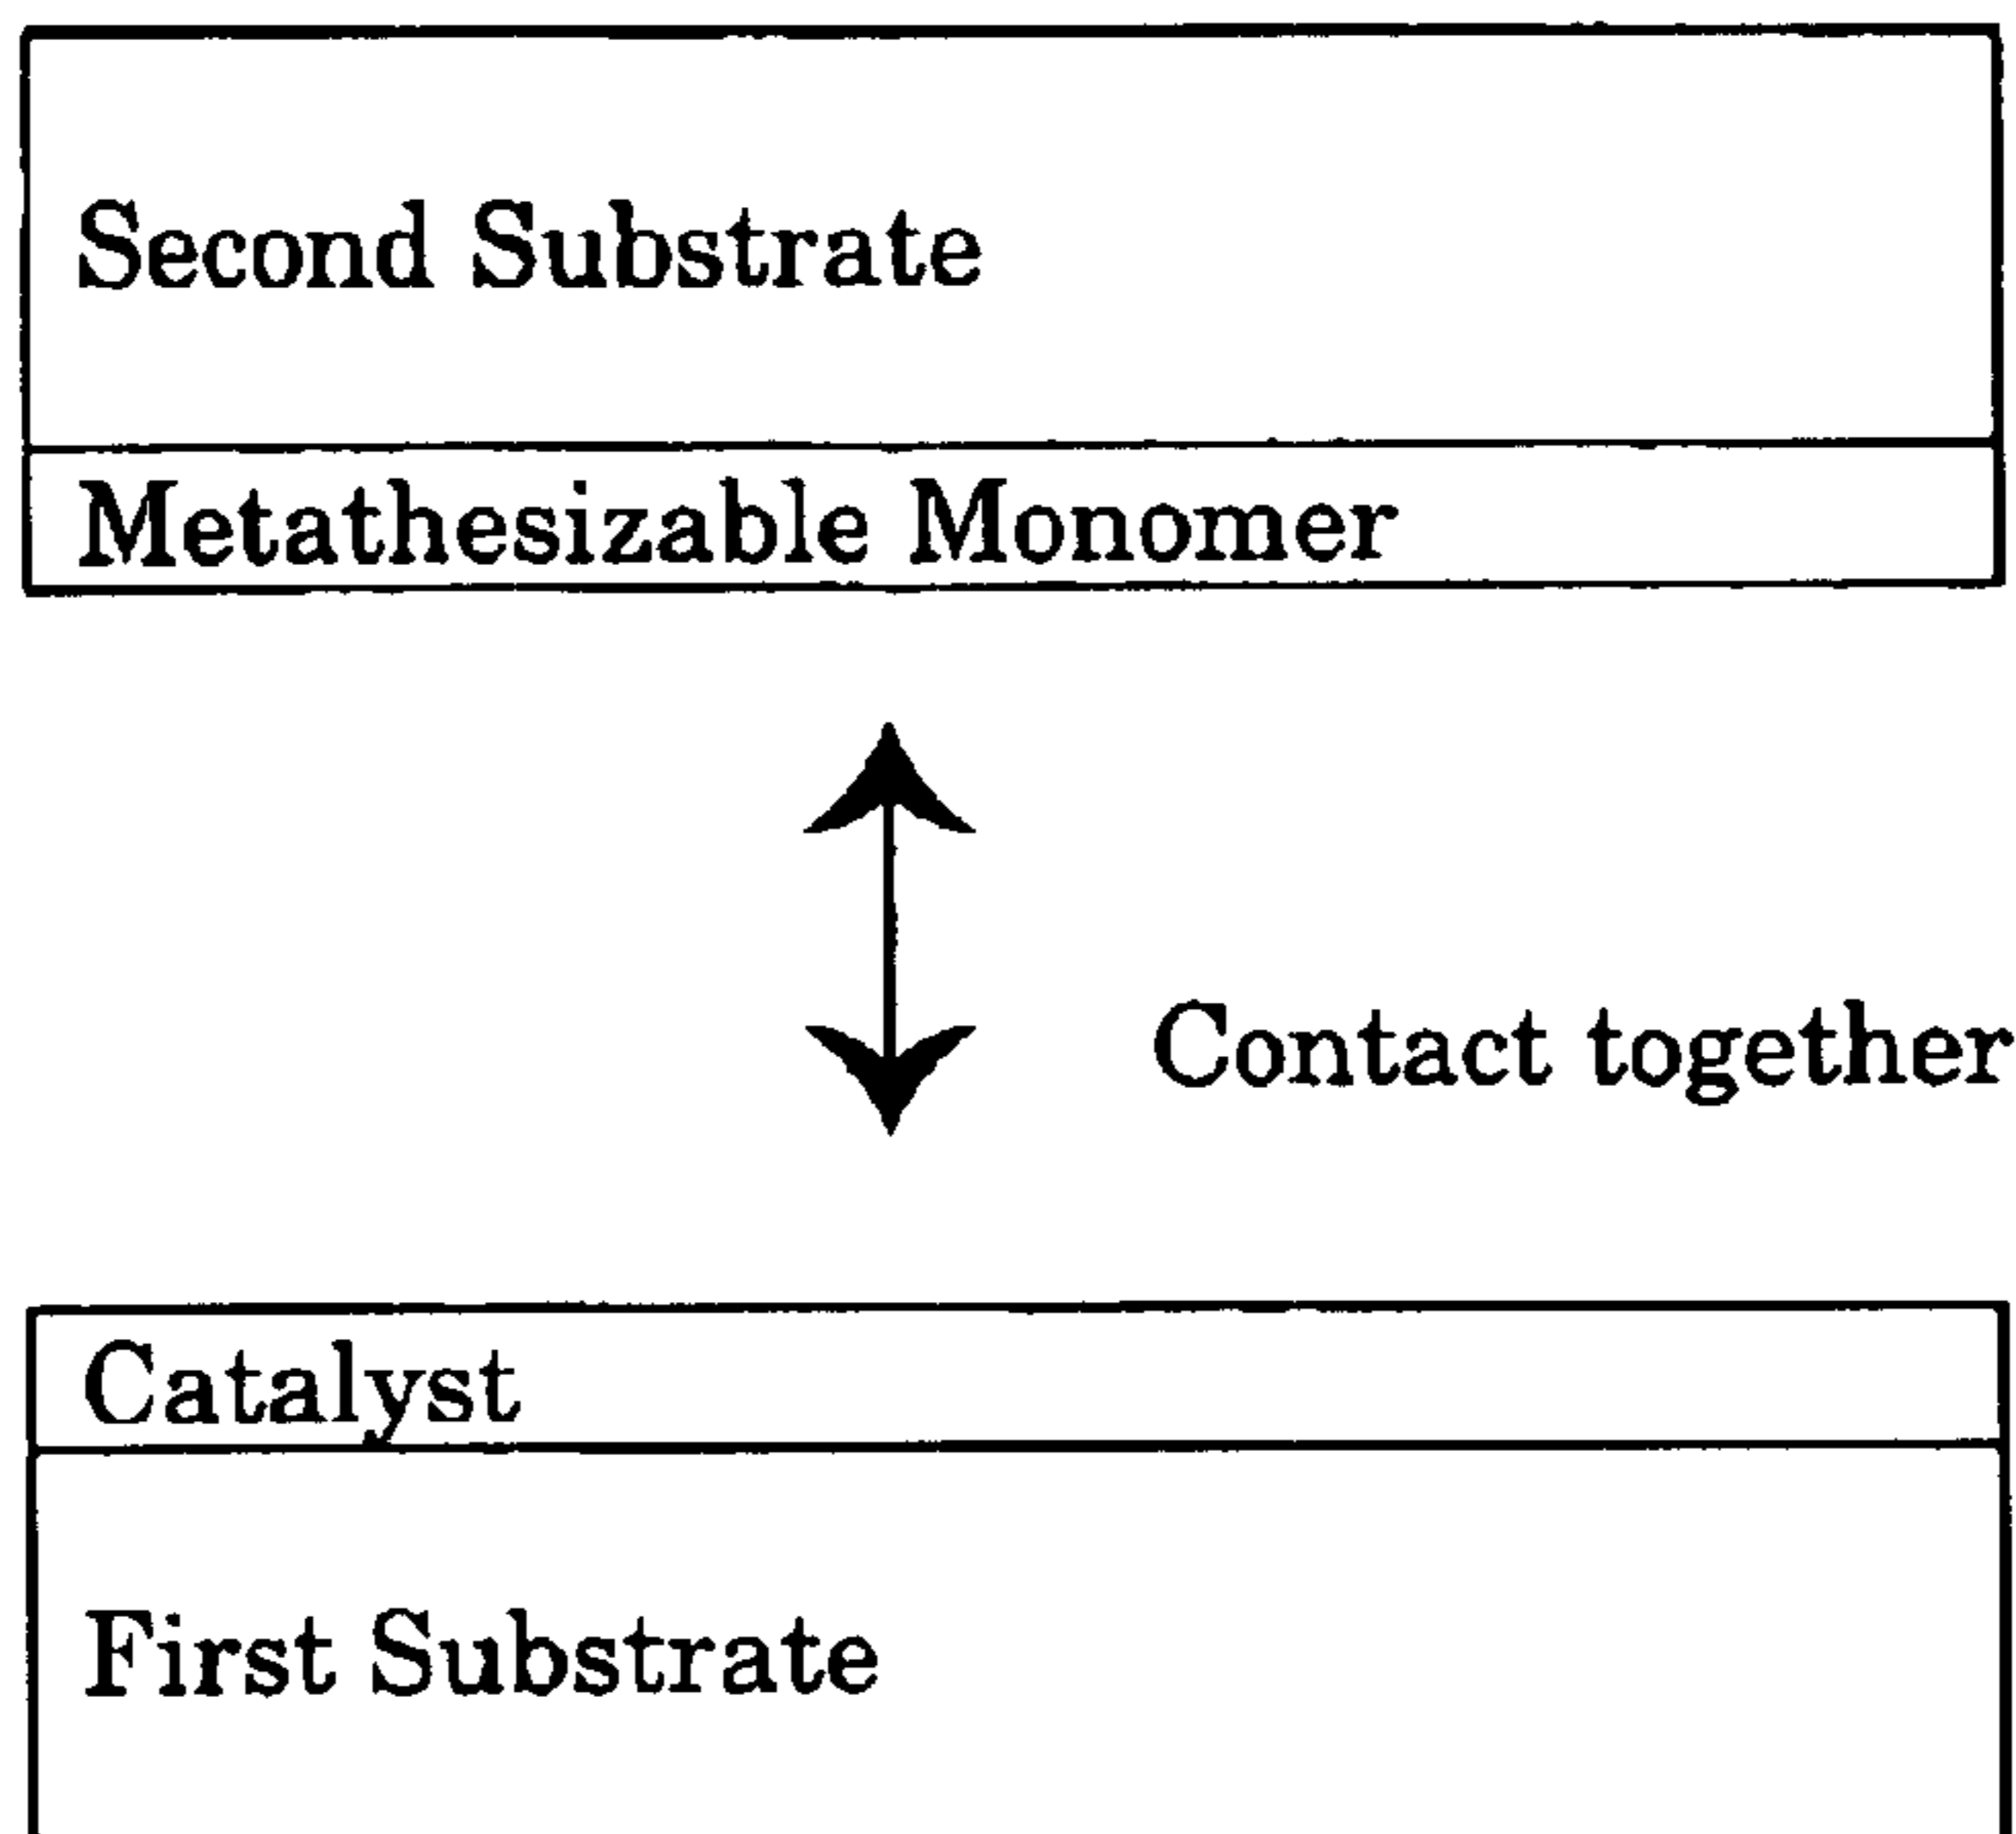 Second Substrate
Metathesizable Monomer
Contact together
Catalyst
First Substrate